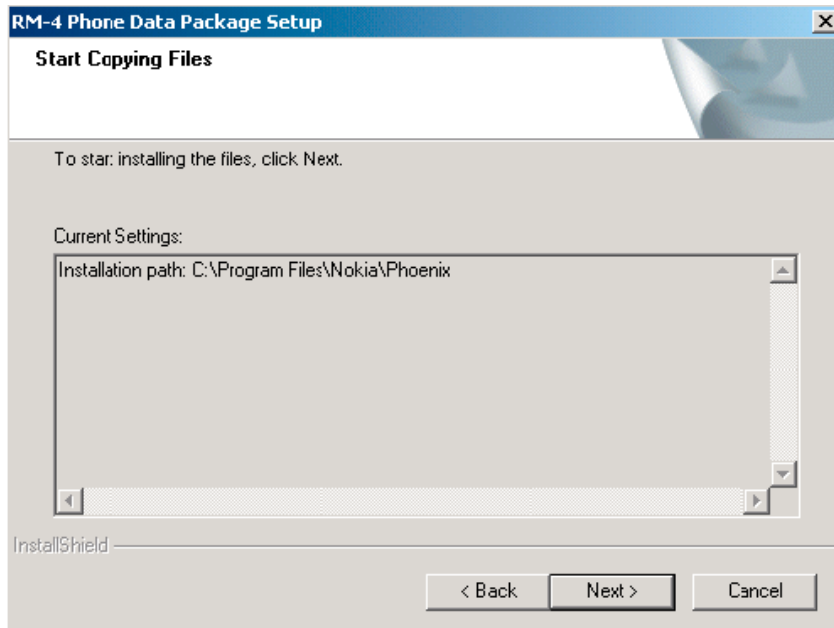 RM-4 Phone Data Package Setup
Start Copying Files
To start installing the files, click Next.
Current Settings:
Installation path: C:\Program Files\Nokia\Phoenix
InstallShield
< Back
Next >
Cancel